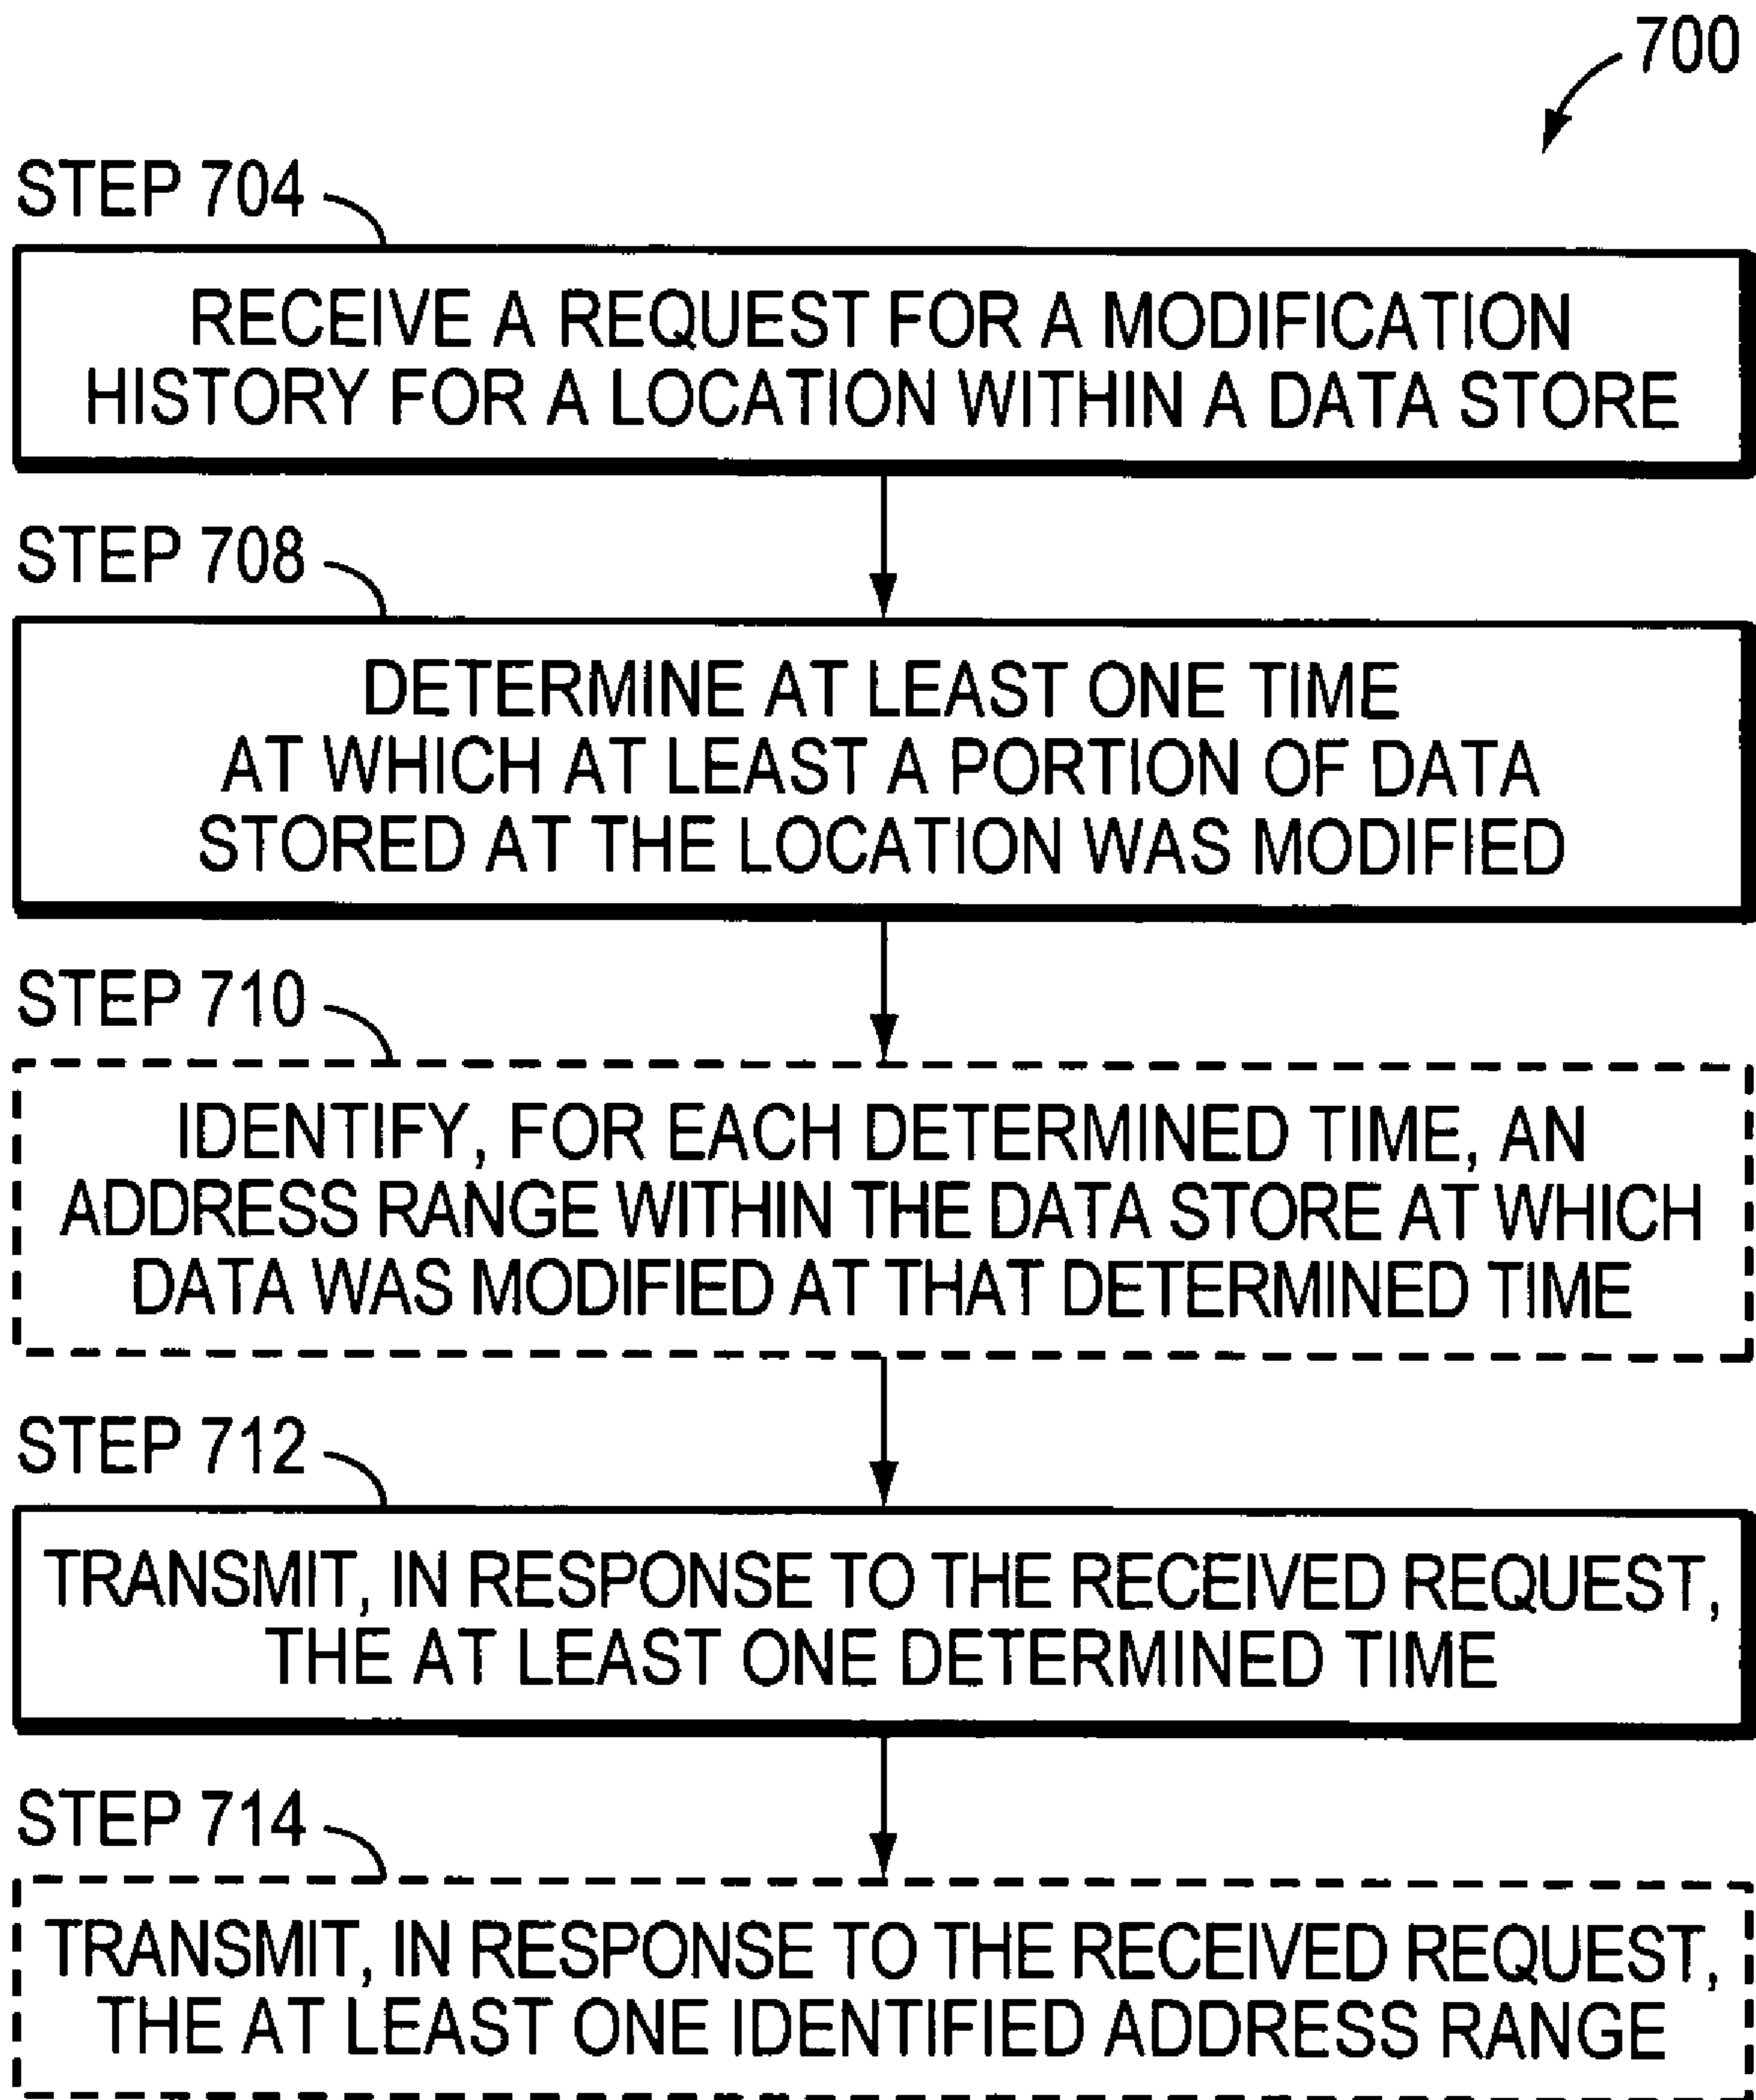 700
STEP 704
RECEIVE A REQUEST FOR A MODIFICATION
HISTORY FOR A LOCATION WITHIN A DATA STORE
STEP 708
DETERMINE AT LEAST ONE TIME
AT WHICH AT LEAST A PORTION OF DATA
STORED AT THE LOCATION WAS MODIFIED
STEP 710
IDENTIFY, FOR EACH DETERMINED TIME, AN
ADDRESS RANGE WITHIN THE DATA STORE AT WHICH
DATA WAS MODIFIED AT THAT DETERMINED TIME
STEP 712
TRANSMIT, IN RESPONSE TO THE RECEIVED REQUEST,
THE AT LEAST ONE DETERMINED TIME
STEP 714
TRANSMIT, IN RESPONSE TO THE RECEIVED REQUEST,
THE AT LEAST ONE IDENTIFIED ADDRESS RANGE